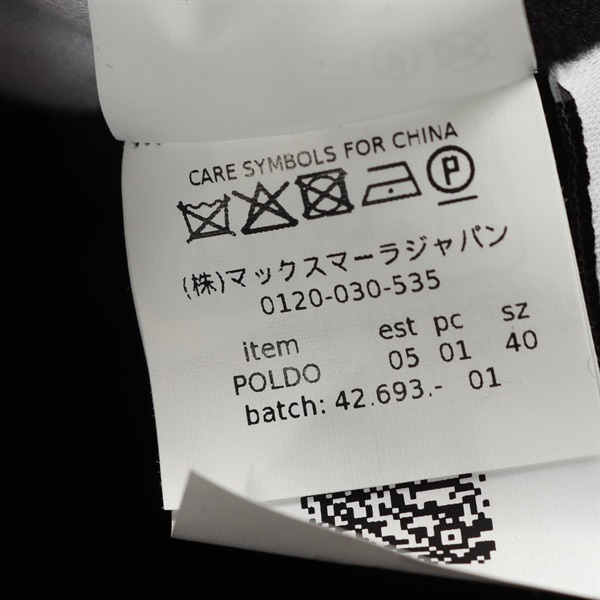 CARE SYMBOLS FOR CHINA
P
(株)マックスマーラジャパン
0120-030-535
item est pc sz
POLDO 05 01 40
batch: 42.693.- 01